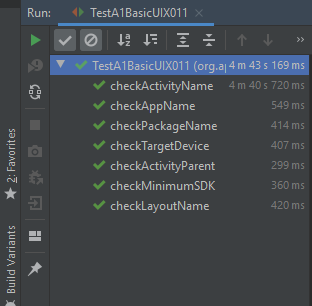 Run: TestA1BasicUIX011
TestA1BasicUIX011 (org.a 4 m 43 s 169 ms
checkActivityName 4 m 40 s 720 ms
checkAppName 549 ms
checkPackageName 414 ms
checkTargetDevice 407 ms
checkActivityParent 299 ms
checkMinimumSDK 360 ms
checkLayoutName 420 ms
2: Favorites
Build Variants